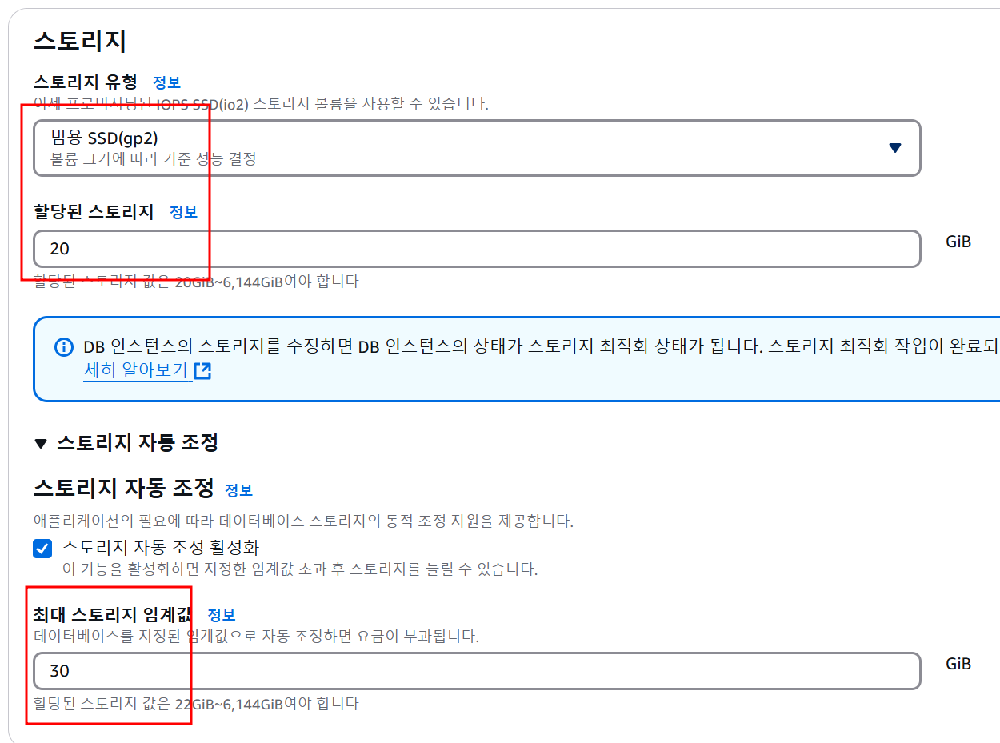 스토리지
스토리지 유형 정보
이제 프로비저닝된 IOPS SSD(io2) 스토리지 볼륨을 사용할 수 있습니다.
범용 SSD(gp2)
볼륨 크기에 따라 기준 성능 결정
할당된 스토리지 정보
20
GiB
할당된 스토리지 값은 20GiB~6,144GiB여야 합니다
DB 인스턴스의 스토리지를 수정하면 DB 인스턴스의 상태가 스토리지 최적화 상태가 됩니다. 스토리지 최적화 작업이 완료되
세히 알아보기
스토리지 자동 조정
스토리지 자동 조정 정보
애플리케이션의 필요에 따라 데이터베이스 스토리지의 동적 조정 지원을 제공합니다.
스토리지 자동 조정 활성화
이 기능을 활성화하면 지정한 임계값 초과 후 스토리지를 늘릴 수 있습니다.
최대 스토리지 임계값 정보
데이터베이스를 지정된 임계값으로 자동 조정하면 요금이 부과됩니다.
30
GiB
할당된 스토리지 값은 22GiB~6,144GiB여야 합니다